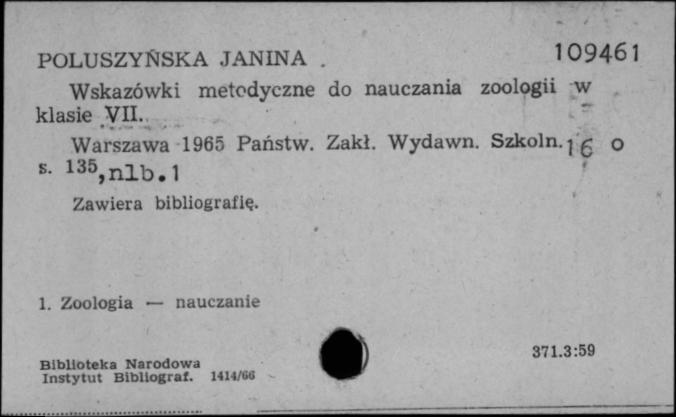 POLUSZYŃSKA JANINA . 109461
Wskazówki metodyczne do nauczania zoologii w
klasie VII.
Warszawa 1965 Państw. Zakł. Wydawn. Szkoln. 16 o
s. 135, nlb. 1
Zawiera bibliografię.
1. Zoologia — nauczanie
371.3:59
Biblioteka Narodowa
Instytut Bibliograf. 1414/66